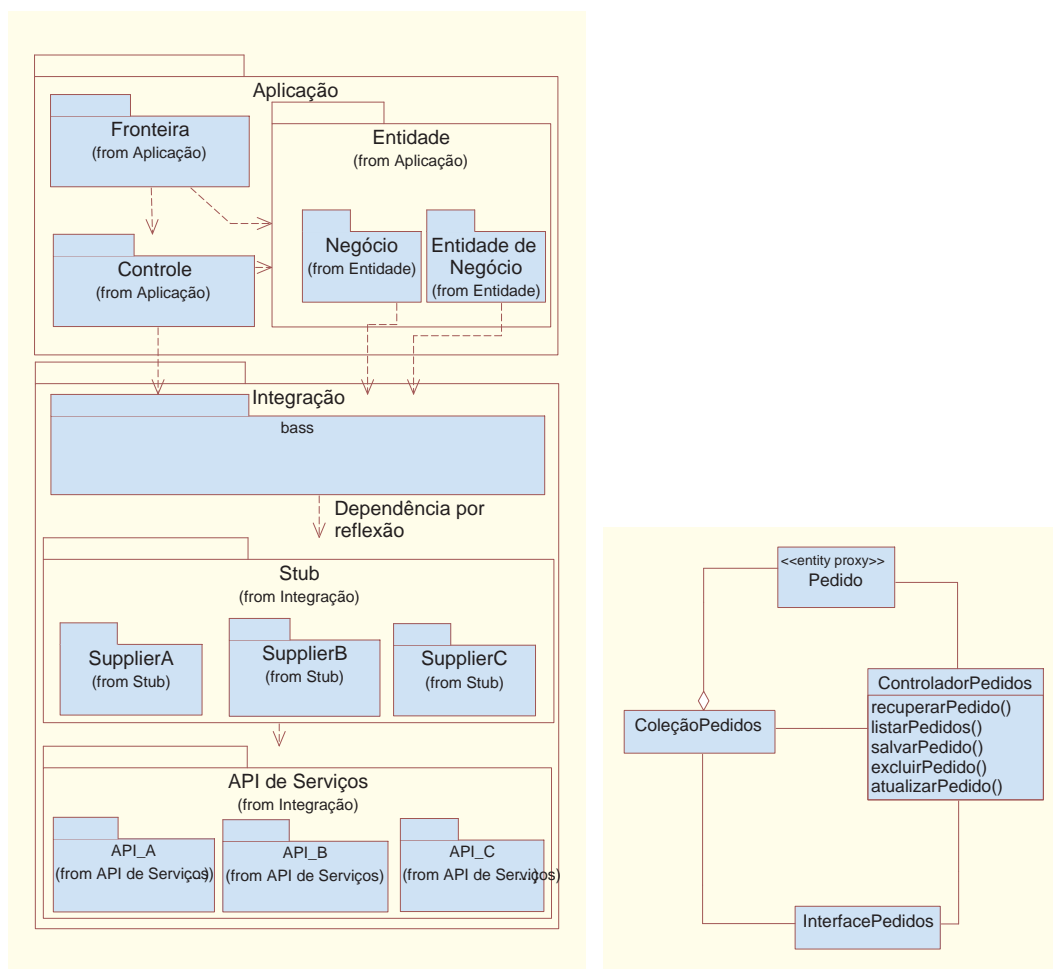 Aplicação
Fronteira
(from Aplicação)
Entidade
(from Aplicação)
Negócio
(from Entidade)
Entidade de
Negócio
(from Entidade)
Controle
(from Aplicação)
Integração
bass
Dependência por
reflexão
Stub
(from Integração)
SupplierA
(from Stub)
SupplierB
(from Stub)
SupplierC
(from Stub)
API de Serviços
(from Integração)
API_A
(from API de Serviços)
API_B
(from API de Serviços)
API_C
(from API de Serviços)
<<entity proxy>>
Pedido
ColeçãoPedidos
ControladorPedidos
recuperarPedido()
listarPedidos()
salvarPedido()
excluirPedido()
atualizarPedido()
InterfacePedidos